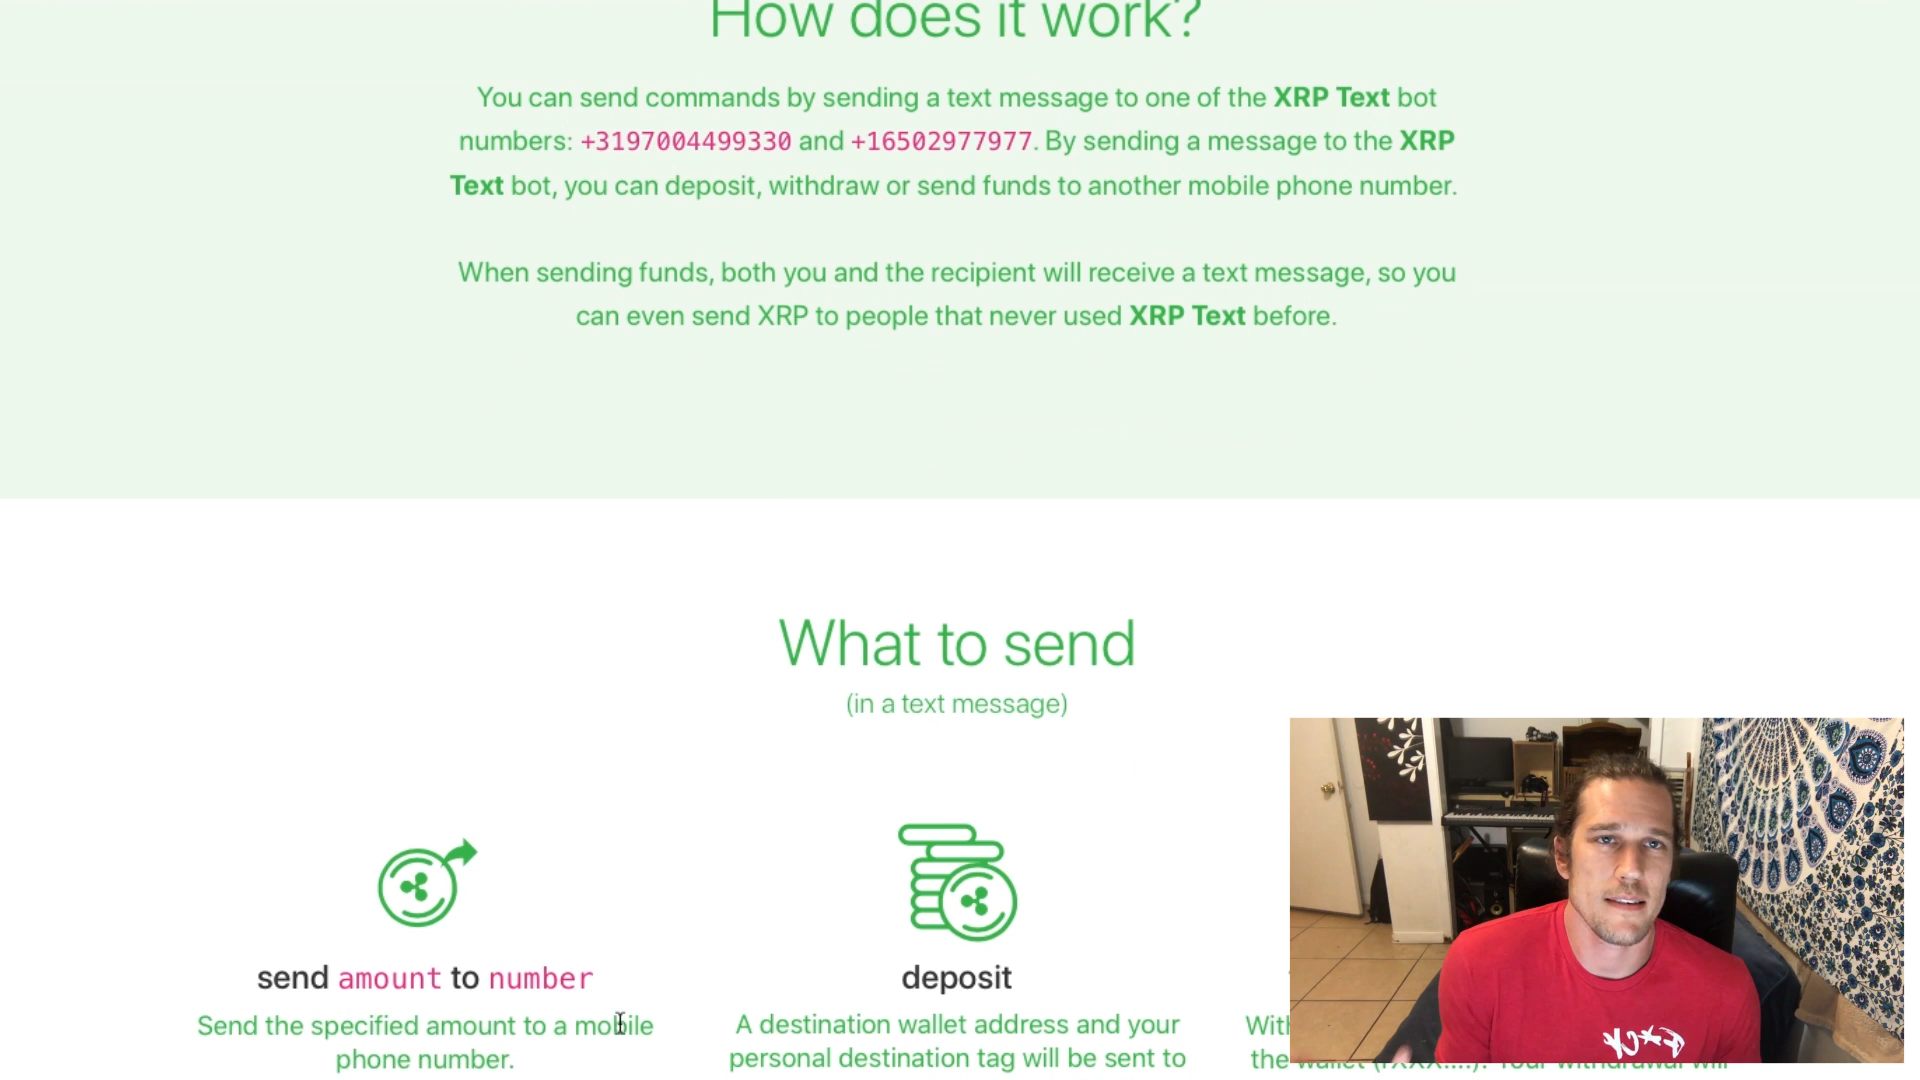 How does it work?
You can send commands by sending a text message to one of the XRP Text bot
numbers: +3197004499330 and +16502977977. By sending a message to the XRP
Text bot, you can deposit, withdraw or send funds to another mobile phone number.
When sending funds, both you and the recipient will receive a text message, so you
can even send XRP to people that never used XRP Text before.
What to send
(in a text message)
send amount to number
Send the specified amount to a mobile
phone number.
deposit
A destination wallet address and your
personal destination tag will be sent to
the wallet (rXXX....). Your withdrawal will